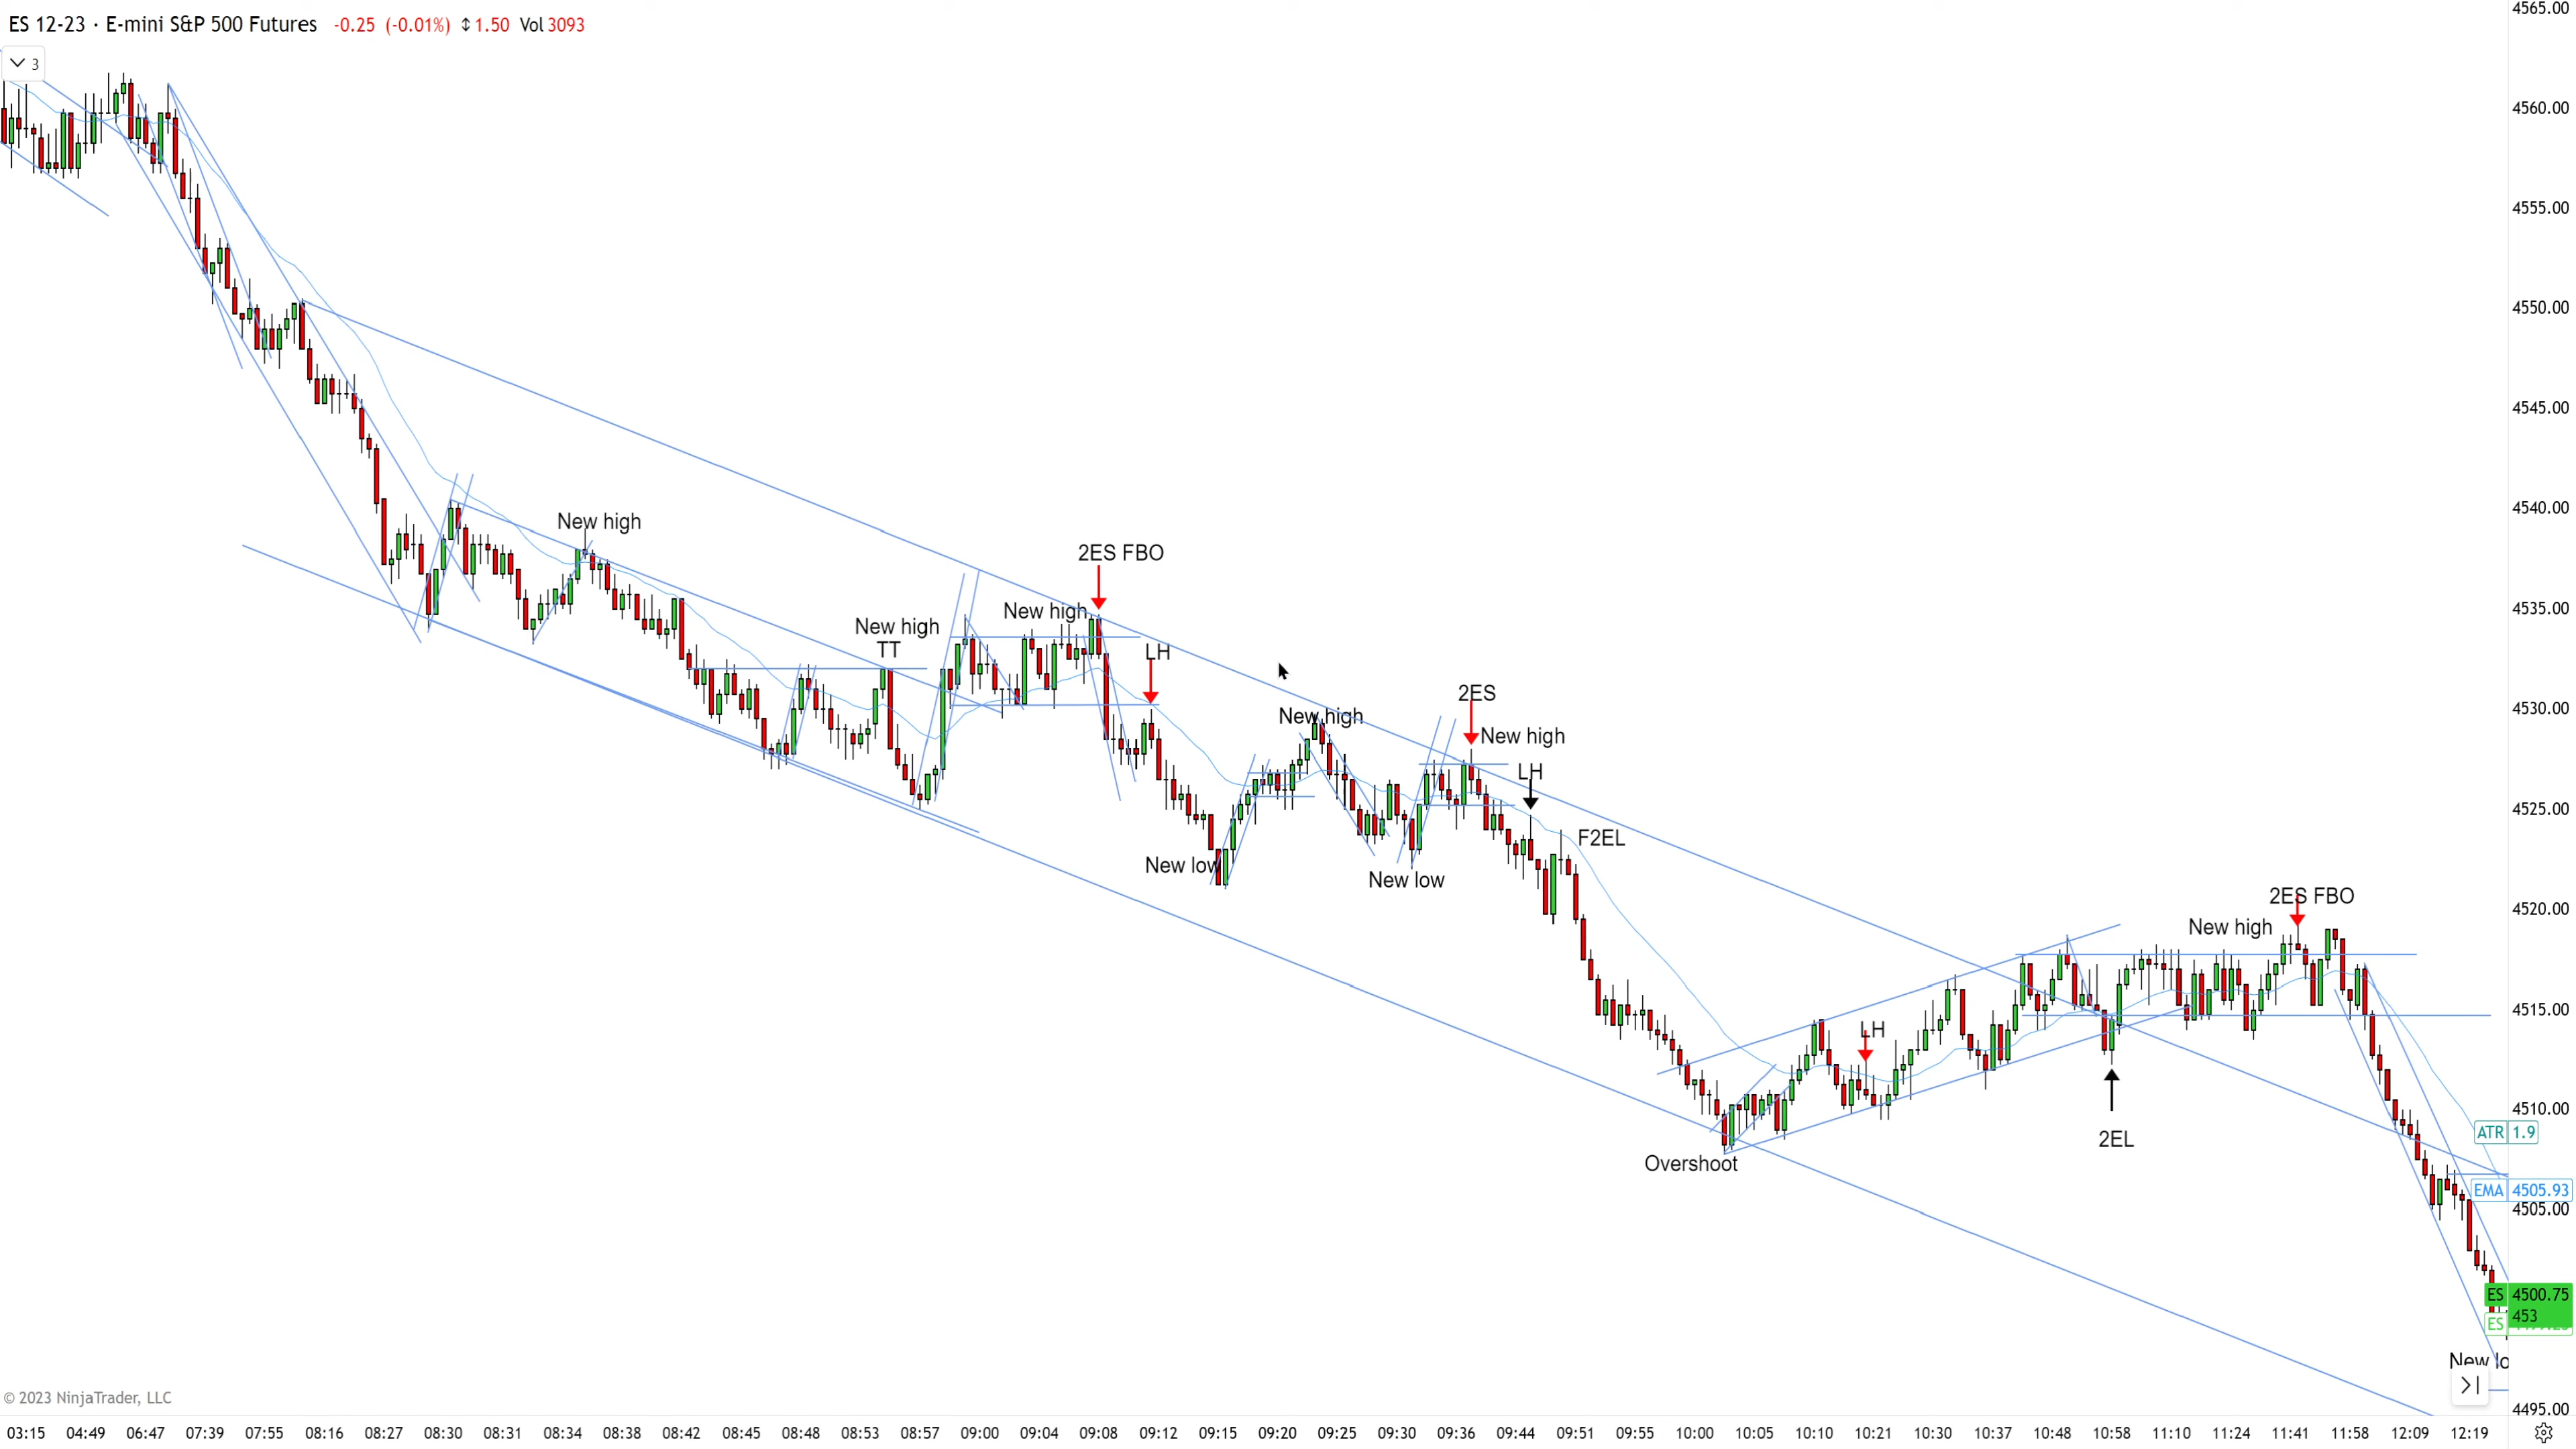 ES 12-23 · E-mini S&P 500 Futures -0.25 (-0.01%) ↕1.50 Vol 3093
3
4565.00
4560.00
4555.00
4550.00
4545.00
4540.00
4535.00
4530.00
4525.00
4520.00
4515.00
4510.00
ATR 1.9
EMA 4505.93
4505.00
ES 4500.75
453
ES
4495.00
New high
New high
TT
New high
2ES FBO
LH
New low
New high
New low
2ES
New high
LH
F2EL
Overshoot
LH
2EL
New high
2ES FBO
New lo
>|
© 2023 NinjaTrader, LLC
03:15 04:49 06:47 07:39 07:55 08:16 08:27 08:30 08:31 08:34 08:38 08:42 08:45 08:48 08:53 08:57 09:00 09:04 09:08 09:12 09:15 09:20 09:25 09:30 09:36 09:44 09:51 09:55 10:00 10:05 10:10 10:21 10:30 10:37 10:48 10:58 11:10 11:24 11:41 11:58 12:09 12:19